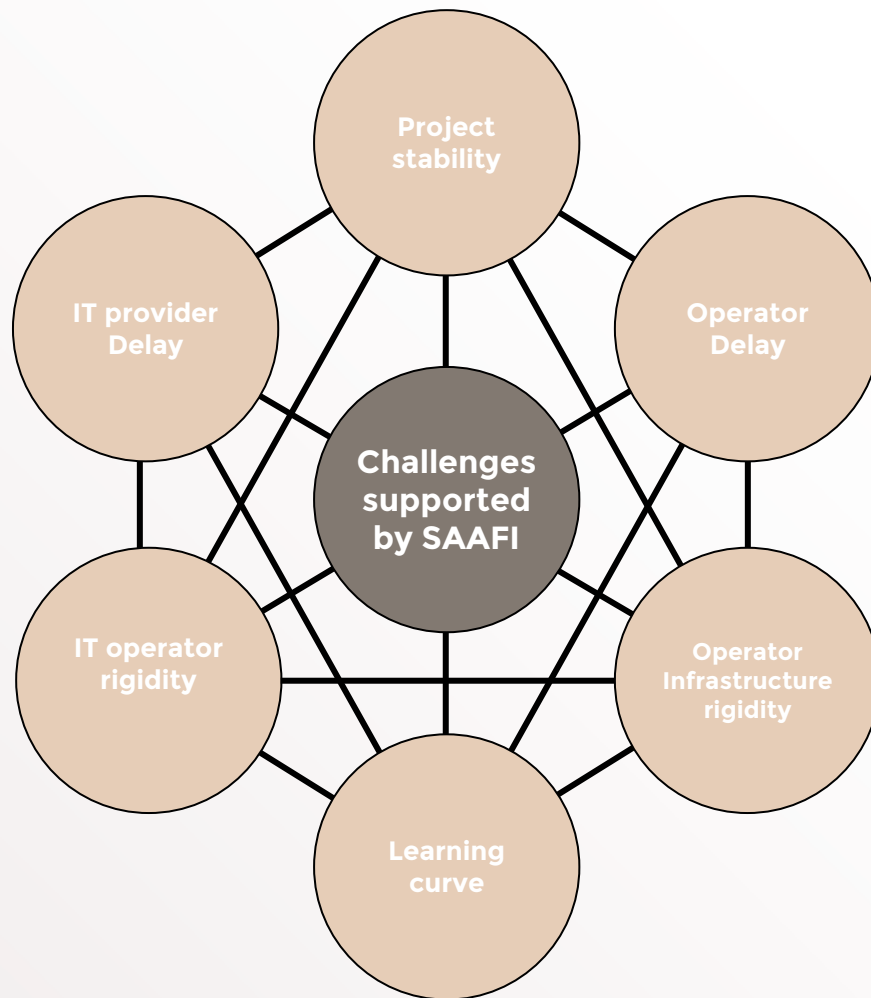 Project
stability
IT provider
Delay
Operator
Delay
Challenges
supported
by SAAFI
IT operator
rigidity
Operator
Infrastructure
rigidity
Learning
curve